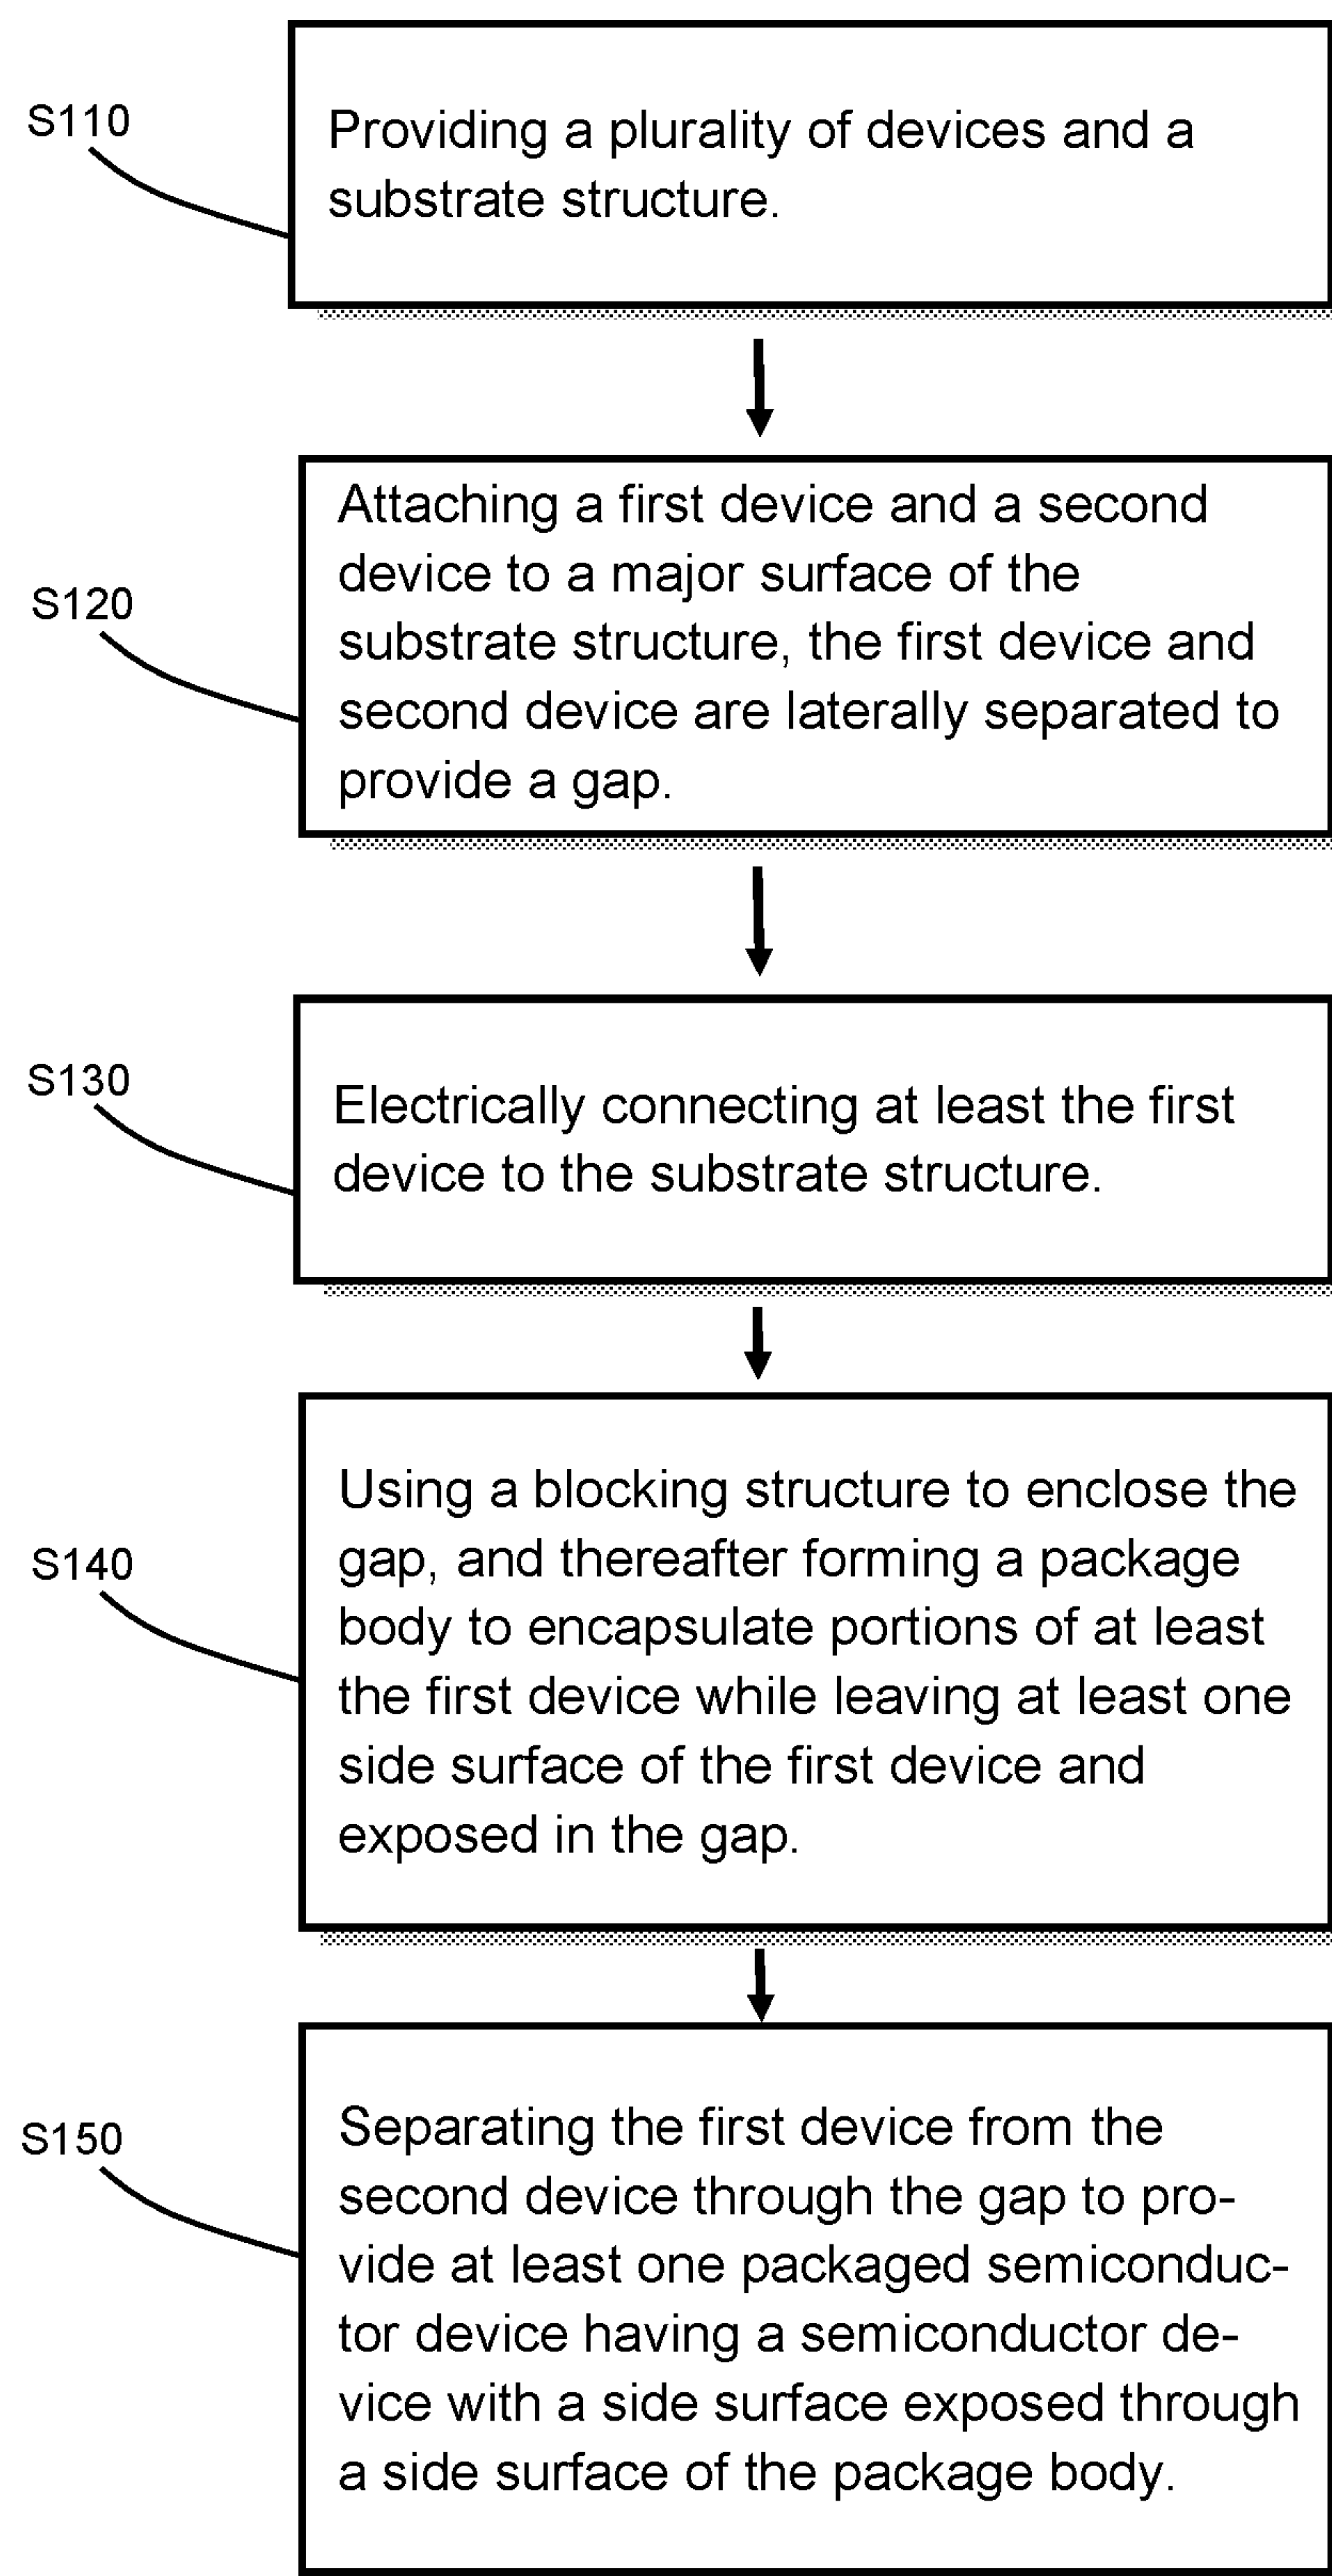 S110
Providing a plurality of devices and a
substrate structure.
S120
Attaching a first device and a second
device to a major surface of the
substrate structure, the first device and
second device are laterally separated to
provide a gap.
S130
Electrically connecting at least the first
device to the substrate structure.
S140
Using a blocking structure to enclose the
gap, and thereafter forming a package
body to encapsulate portions of at least
the first device while leaving at least one
side surface of the first device and
exposed in the gap.
S150
Separating the first device from the
second device through the gap to pro-
vide at least one packaged semiconduc-
tor device having a semiconductor de-
vice with a side surface exposed through
a side surface of the package body.